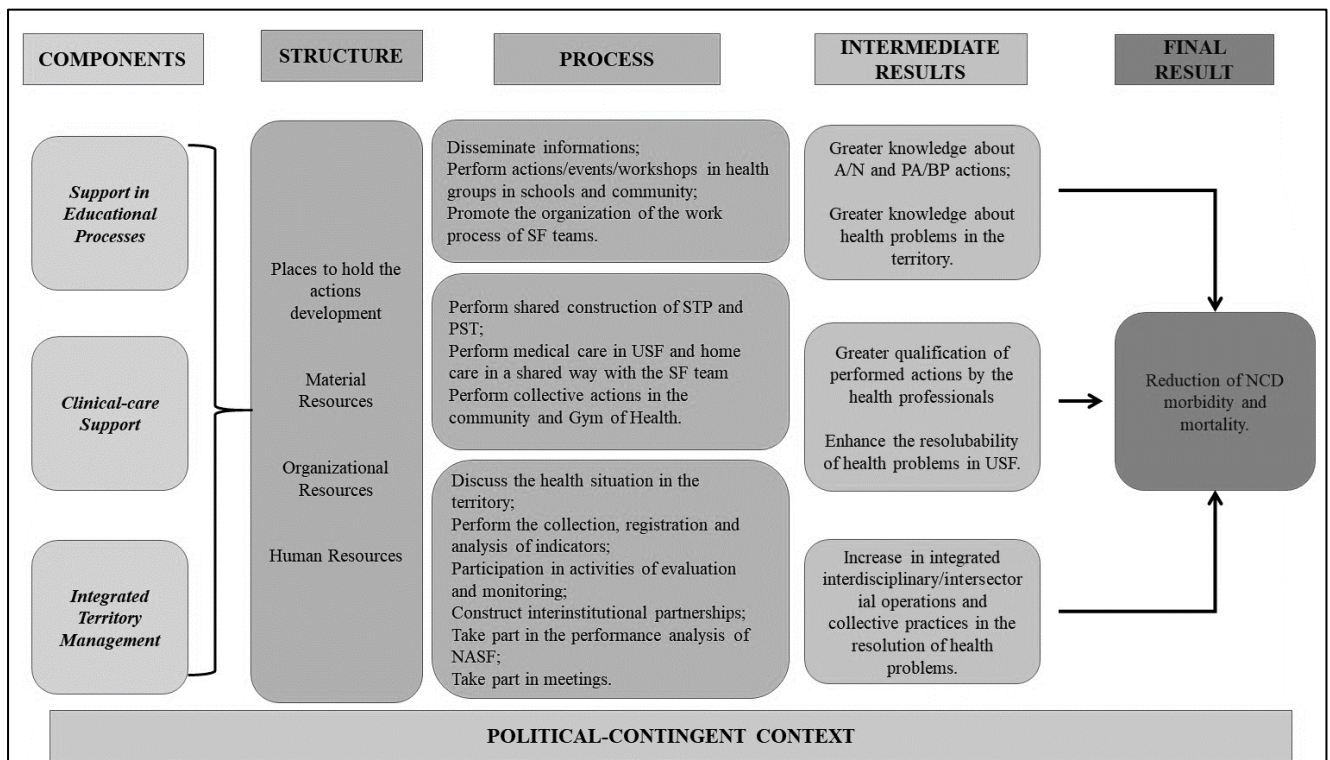 COMPONENTS
STRUCTURE
PROCESS
INTERMEDIATE
RESULTS
FINAL
RESULT
Support in
Educational
Processes
Clinical-care
Support
Integrated
Territory
Management
Places to hold the
actions
development
Material
Resources
Organizational
Resources
Human Resources
Disseminate informations;
Perform actions/events/workshops in health
groups in schools and community;
Promote the organization of the work
process of SF teams.
Perform shared construction of STP and
PST;
Perform medical care in USF and home
care in a shared way with the SF team
Perform collective actions in the
community and Gym of Health.
Discuss the health situation in the
territory;
Perform the collection, registration and
analysis of indicators;
Participation in activities of evaluation
and monitoring;
Construct interinstitutional partnerships;
Take part in the performance analysis of
NASF;
Take part in meetings.
Greater knowledge about
A/N and PA/BP actions;
Greater knowledge about
health problems in the
territory.
Greater qualification of
performed actions by the
health professionals
Enhance the resolubability
of health problems in USF.
Increase in integrated
interdisciplinary/intersector
ial operations and
collective practices in the
resolution of health
problems.
Reduction of NCD
morbidity and
mortality.
POLITICAL-CONTINGENT CONTEXT